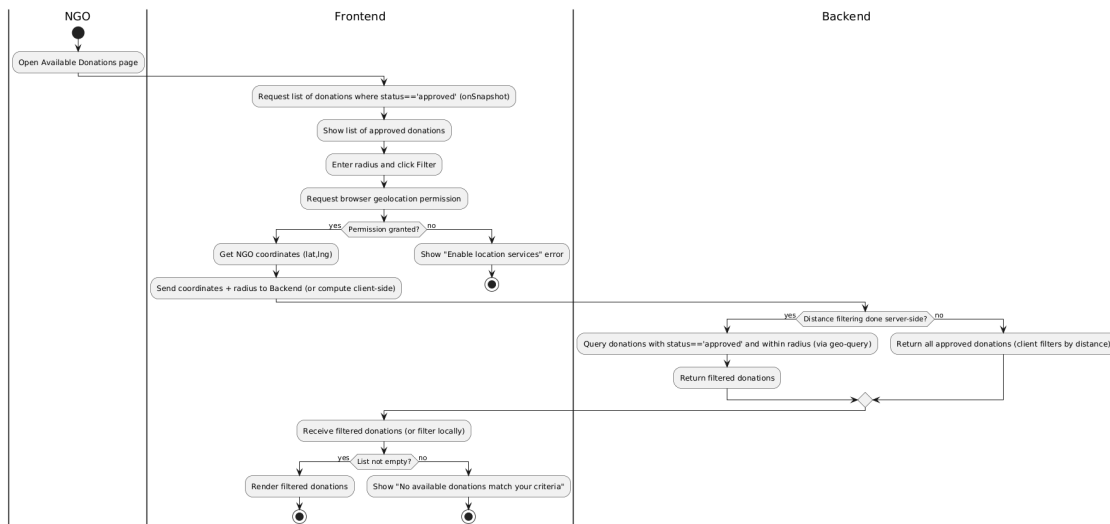 NGO
Frontend
Backend
Open Available Donations page
Request list of donations where status=='approved' (onSnapshot)
Show list of approved donations
Enter radius and click Filter
Request browser geolocation permission
yes
Permission granted?
no
Get NGO coordinates (lat,lng)
Show "Enable location services" error
Send coordinates + radius to Backend (or compute client-side)
yes
Distance filtering done server-side?
no
Query donations with status=='approved' and within radius (via geo-query)
Return all approved donations (client filters by distance)
Return filtered donations
Receive filtered donations (or filter locally)
yes
List not empty?
no
Render filtered donations
Show "No available donations match your criteria"